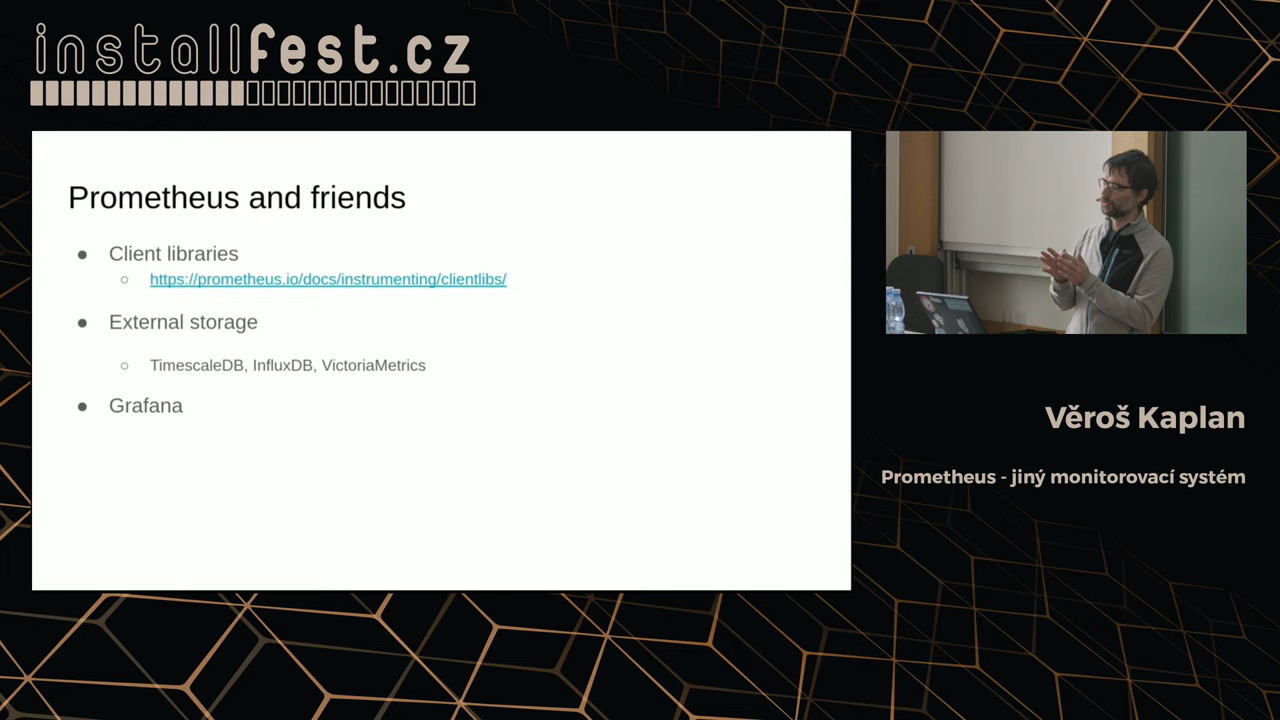 installfest.cz
Prometheus and friends
● Client libraries
○ https://prometheus.io/docs/instrumenting/clientlibs/
● External storage
○ TimescaleDB, InfluxDB, VictoriaMetrics
● Grafana
Věroš Kaplan
Prometheus - jiný monitorovací systém